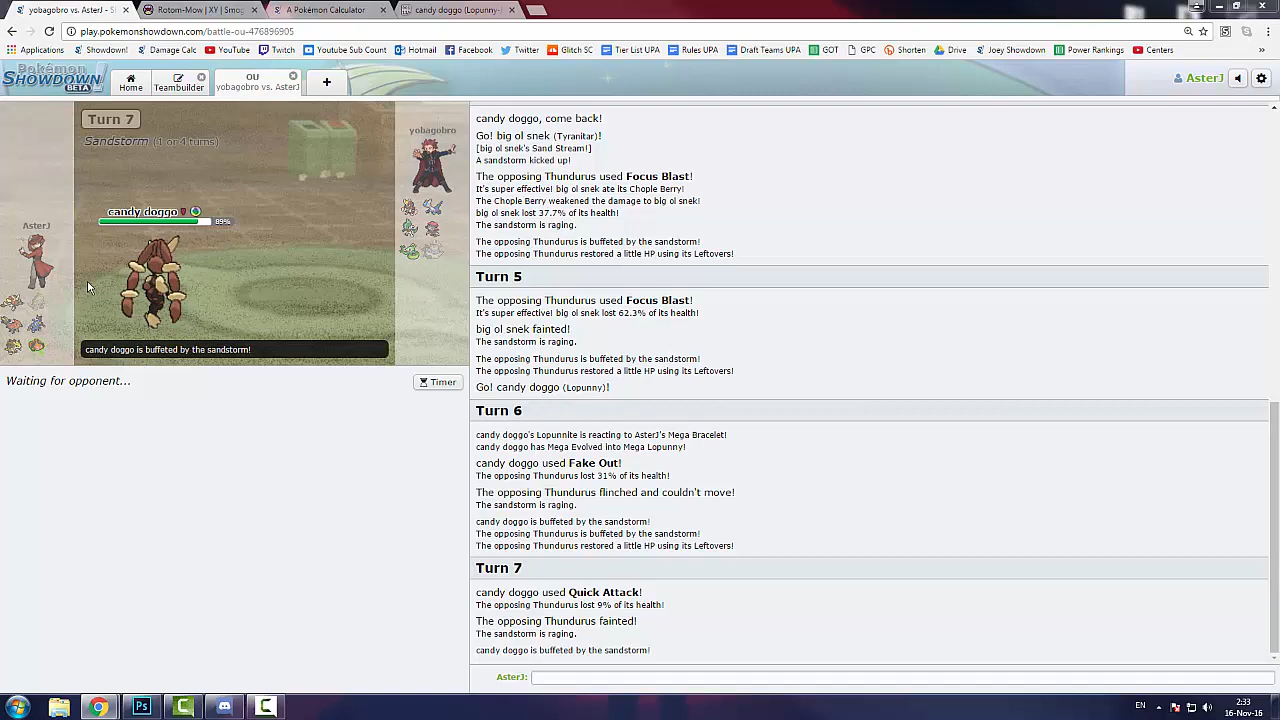 yobagobro vs. AsterJ - S
Rotom-Mow | XY | Smog
A Pokémon Calculator
candy doggo (Lopunny-
play.pokemonshowdown.com/battle-ou-476896905
Applications
Showdown!
Damage Calc
YouTube
Twitch
Youtube Sub Count
Hotmail
Facebook
Twitter
Glitch SC
Tier List UPA
Rules UPA
Draft Teams UPA
GOT
GPC
Shorten
Drive
Joey Showdown
Power Rankings
Centers
Pokémon
SHOWDOWN
BETA
Home
Teambuilder
OU
yobagobro vs. AsterJ
AsterJ
Turn 7
Sandstorm (1 or 4 turns)
yobagobro
AsterJ
candy doggo
89%
candy doggo is buffeted by the sandstorm!
Waiting for opponent...
Timer
candy doggo, come back!
Go! big ol snek (Tyranitar)!
[big ol snek's Sand Stream!]
A sandstorm kicked up!
The opposing Thundurus used Focus Blast!
It's super effective! big ol snek ate its Chople Berry!
The Chople Berry weakened the damage to big ol snek!
big ol snek lost 37.7% of its health!
The sandstorm is raging.
The opposing Thundurus is buffeted by the sandstorm!
The opposing Thundurus restored a little HP using its Leftovers!
Turn 5
The opposing Thundurus used Focus Blast!
It's super effective! big ol snek lost 62.3% of its health!
big ol snek fainted!
The sandstorm is raging.
The opposing Thundurus is buffeted by the sandstorm!
The opposing Thundurus restored a little HP using its Leftovers!
Go! candy doggo (Lopunny)!
Turn 6
candy doggo's Lopunnite is reacting to AsterJ's Mega Bracelet!
candy doggo has Mega Evolved into Mega Lopunny!
candy doggo used Fake Out!
The opposing Thundurus lost 31% of its health!
The opposing Thundurus flinched and couldn't move!
The sandstorm is raging.
candy doggo is buffeted by the sandstorm!
The opposing Thundurus is buffeted by the sandstorm!
The opposing Thundurus restored a little HP using its Leftovers!
Turn 7
candy doggo used Quick Attack!
The opposing Thundurus lost 9% of its health!
The opposing Thundurus fainted!
The sandstorm is raging.
candy doggo is buffeted by the sandstorm!
AsterJ:
Ps
EN
2:33
16-Nov-16